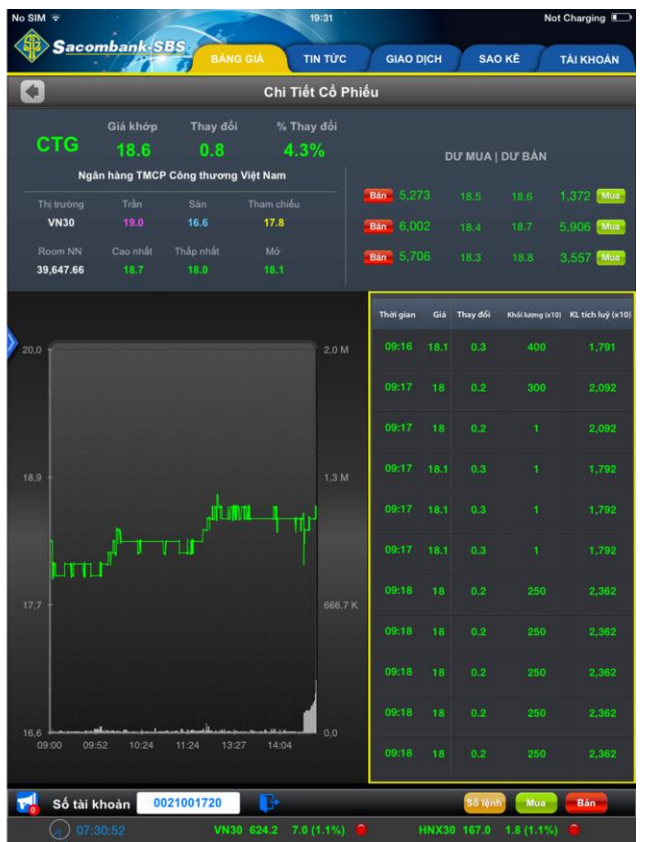 No SIM 19:31 Not Charging
Sacombank-SBS
BẢNG GIÁ TIN TỨC GIAO DỊCH SAO KÊ TÀI KHOẢN
Chi Tiết Cổ Phiếu
Giá khớp Thay đổi % Thay đổi
CTG 18.6 0.8 4.3%
Ngân hàng TMCP Công thương Việt Nam
Thị trường Trần Sàn Tham chiếu
VN30 19.0 16.6 17.8
Room NN Cao nhất Thấp nhất Mở
39,647.66 18.7 18.0 18.1
DƯ MUA | DƯ BÁN
Bán 5,273 18.5 18.6 1,372 Mua
Bán 6,002 18.4 18.7 5,906 Mua
Bán 5,706 18.3 18.8 3,557 Mua
20,0 2,0 M
18,9 1,3 M
17,7 666,7 K
16,6 0,0
09:00 09:52 10:24 11:24 13:27 14:04
Thời gian Giá Thay đổi Khối lượng (x10) KL tích luỹ (x10)
09:16 18.1 0.3 400 1,791
09:17 18 0.2 300 2,092
09:17 18 0.2 1 2,092
09:17 18.1 0.3 1 1,792
09:17 18.1 0.3 1 1,792
09:17 18.1 0.3 1 1,792
09:18 18 0.2 250 2,362
09:18 18 0.2 250 2,362
09:18 18 0.2 250 2,362
09:18 18 0.2 250 2,362
09:18 18 0.2 250 2,362
0 Số tài khoản 0021001720 Sổ lệnh Mua Bán
07:30:52 VN30 624.2 7.0 (1.1%) HNX30 167.0 1.8 (1.1%)